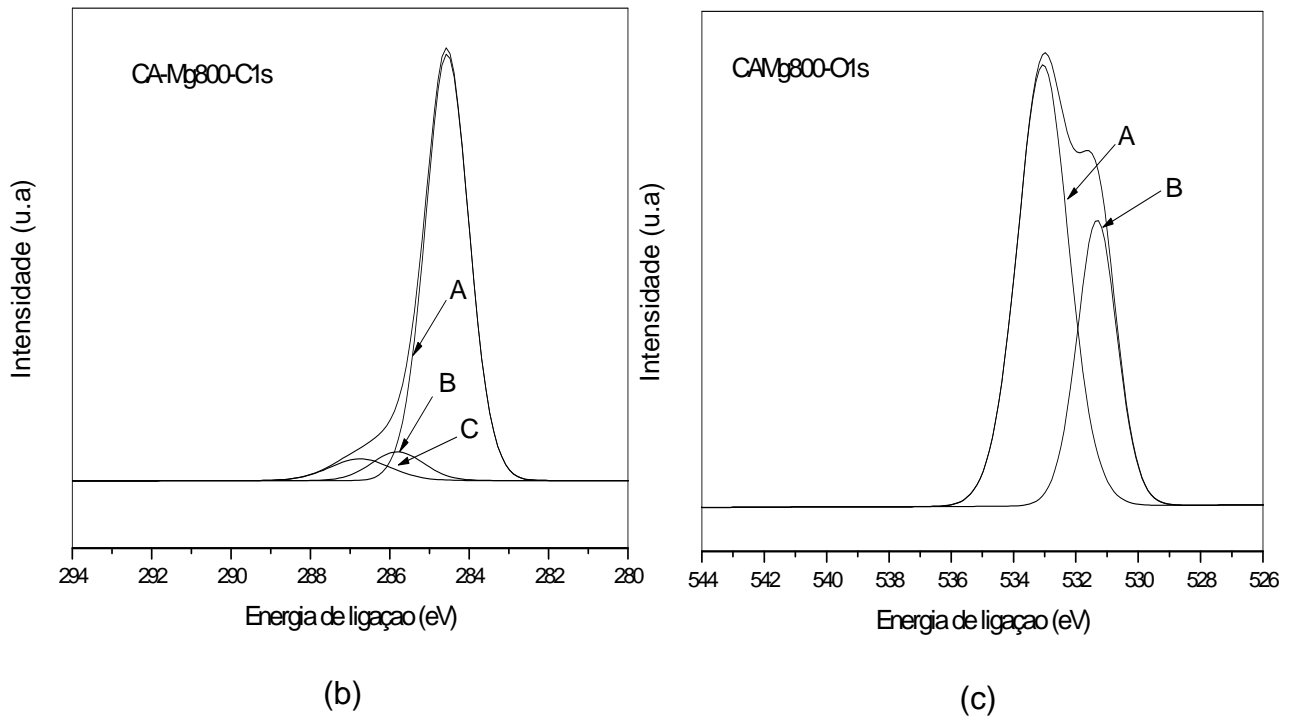 CA-Mg800-C1s
A
B
C
Intensidade (u.a)
294 292 290 288 286 284 282 280
Energia de ligaçao (eV)
(b)
CAMg800-O1s
A
B
Intensidade (u.a)
544 542 540 538 536 534 532 530 528 526
Energia de ligaçao (eV)
(c)